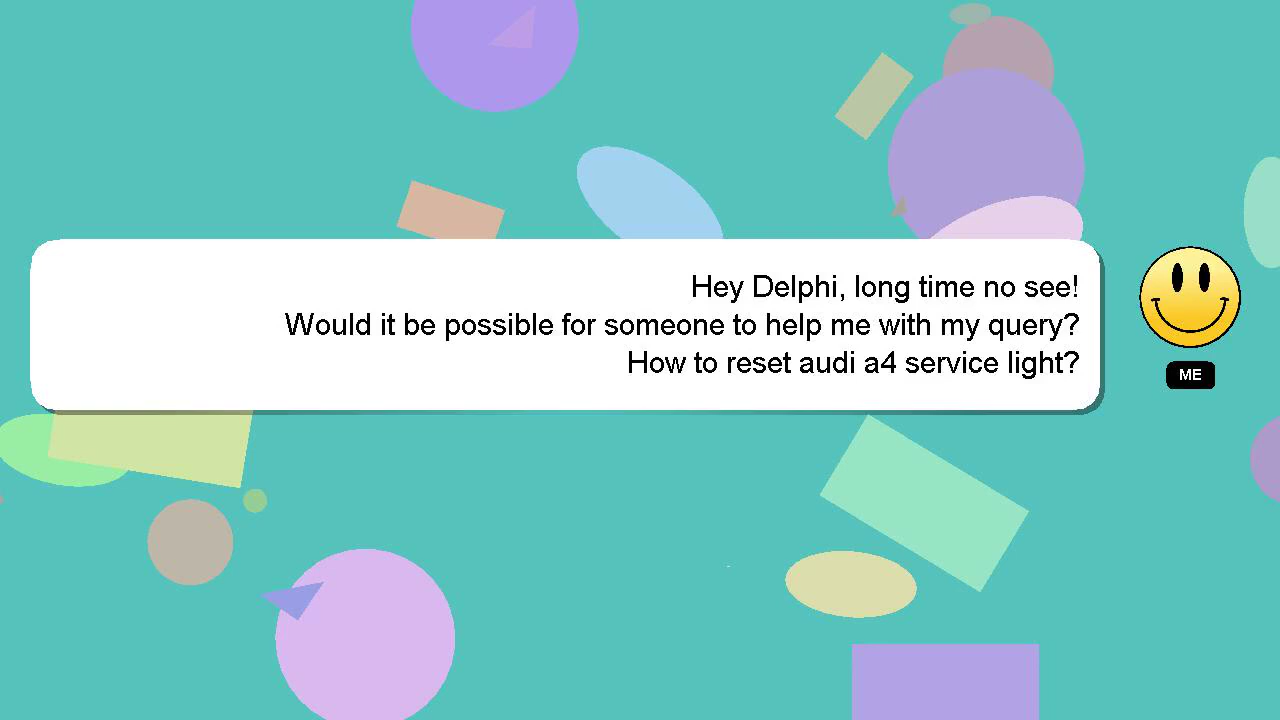 Hey Delphi, long time no see!
Would it be possible for someone to help me with my query?
How to reset audi a4 service light?
ME